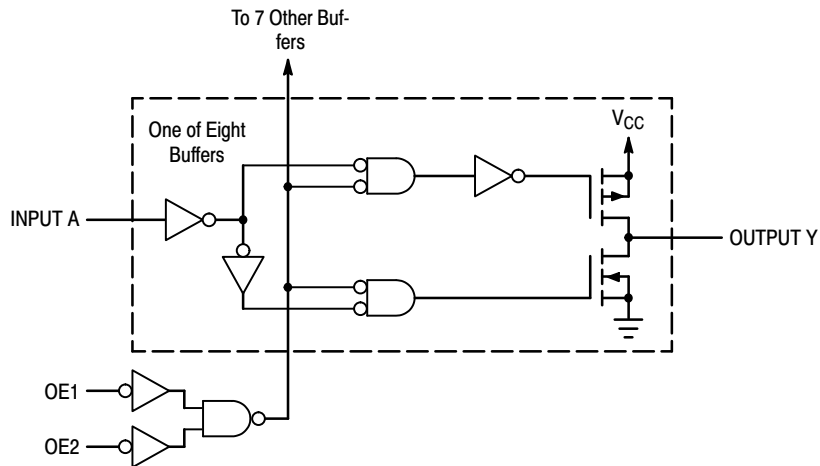 To 7 Other Buf-
fers
One of Eight
Buffers
VCC
INPUT A
OUTPUT Y
OE1
OE2